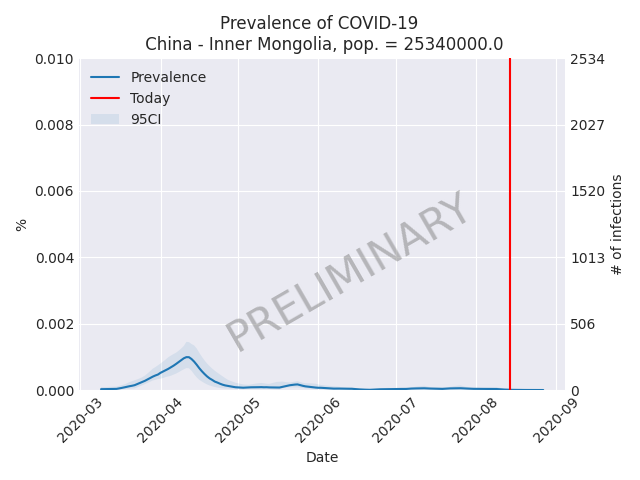 Prevalence of COVID-19
China - Inner Mongolia, pop. = 25340000.0
0.010
0.008
0.006
0.004
0.002
0.000
%
2534
2027
1520
1013
506
0
# of infections
Prevalence
Today
95CI
PRELIMINARY
2020-03
2020-04
2020-05
2020-06
2020-07
2020-08
2020-09
Date